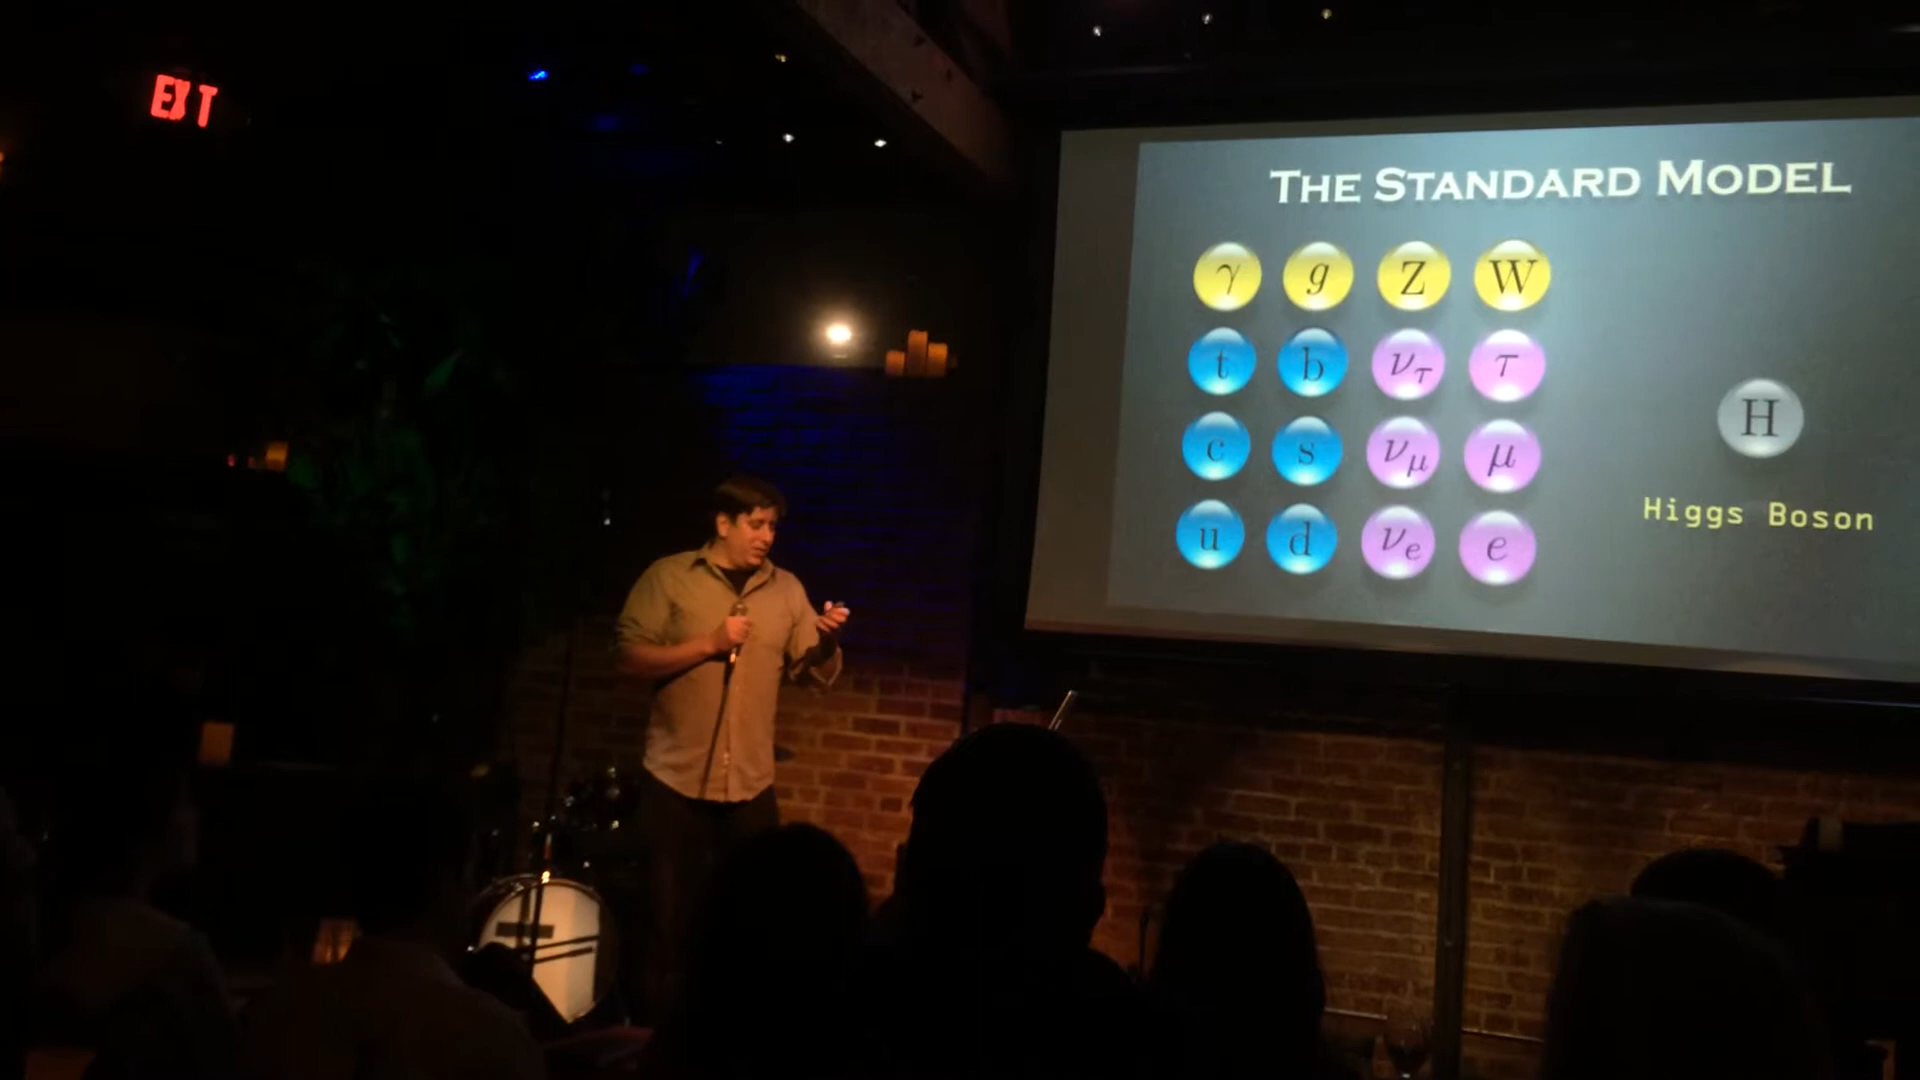 EXIT
THE STANDARD MODEL
γ g Z W
t b ντ τ
c s νμ μ
u d νe e
H
Higgs Boson